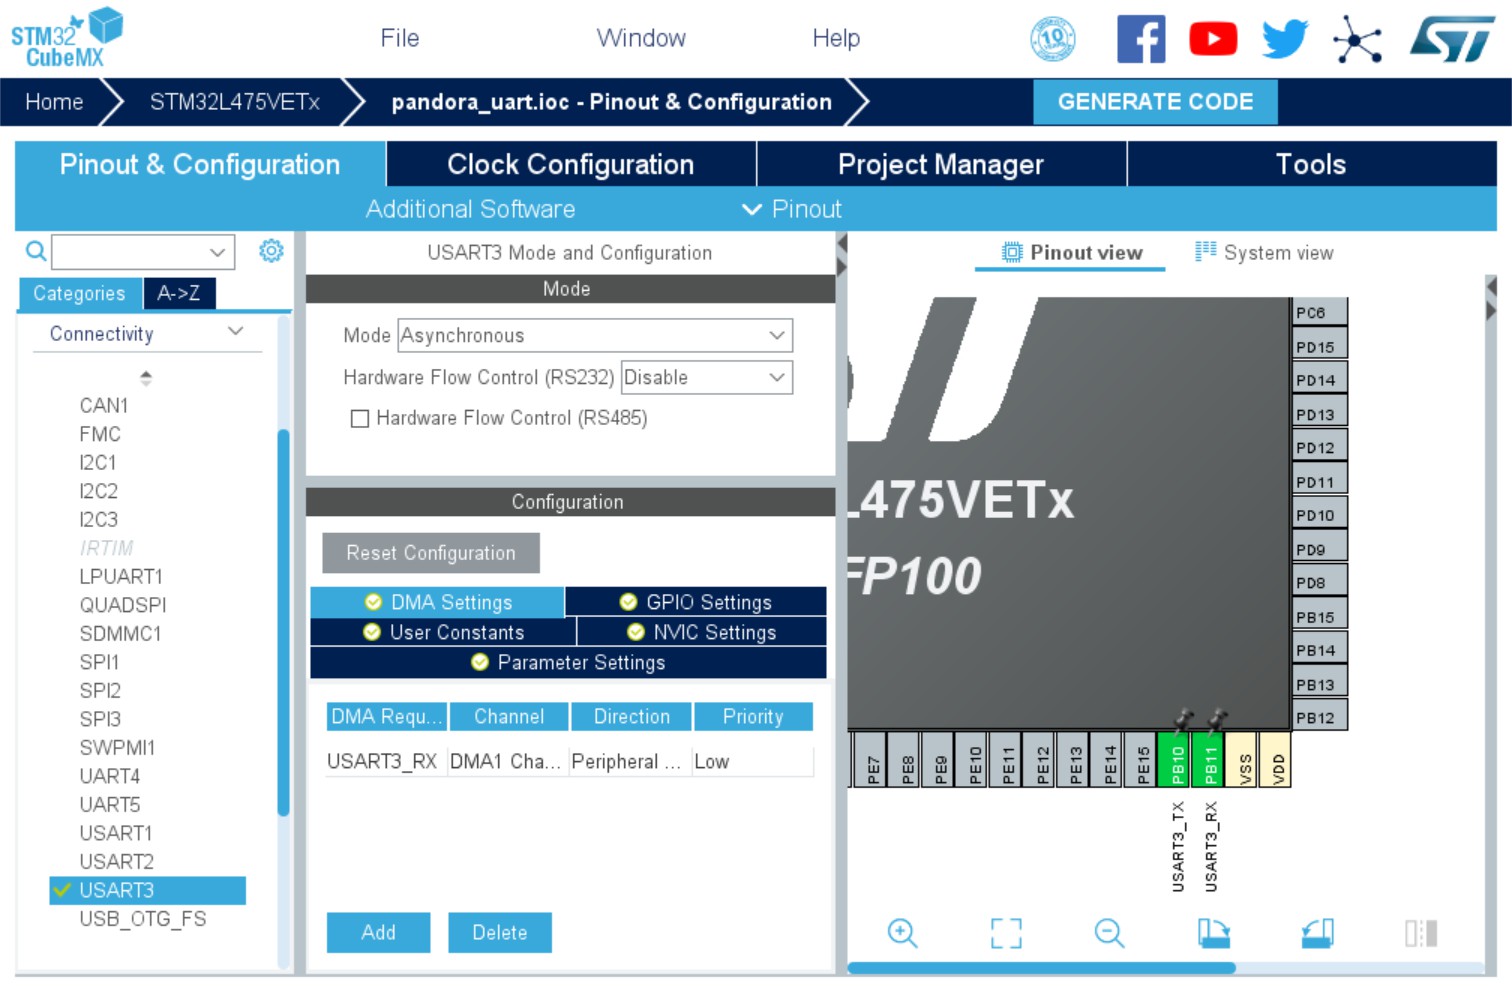 STM32
CubeMX
File
Window
Help
10
Home
STM32L475VETx
pandora_uart.ioc - Pinout & Configuration
GENERATE CODE
Pinout & Configuration
Clock Configuration
Project Manager
Tools
Additional Software
Pinout
Categories
A->Z
Connectivity
CAN1
FMC
I2C1
I2C2
I2C3
IRTIM
LPUART1
QUADSPI
SDMMC1
SPI1
SPI2
SPI3
SWPMI1
UART4
UART5
USART1
USART2
USART3
USB_OTG_FS
USART3 Mode and Configuration
Mode
Mode Asynchronous
Hardware Flow Control (RS232) Disable
Hardware Flow Control (RS485)
Configuration
Reset Configuration
DMA Settings
GPIO Settings
User Constants
NVIC Settings
Parameter Settings
DMA Requ... Channel Direction Priority
USART3_RX DMA1 Cha... Peripheral ... Low
Add
Delete
Pinout view
System view
L475VETx
FP100
PC6
PD15
PD14
PD13
PD12
PD11
PD10
PD9
PD8
PB15
PB14
PB13
PB12
PE7
PE8
PE9
PE10
PE11
PE12
PE13
PE14
PE15
PB10
PB11
VSS
VDD
USART3_TX
USART3_RX